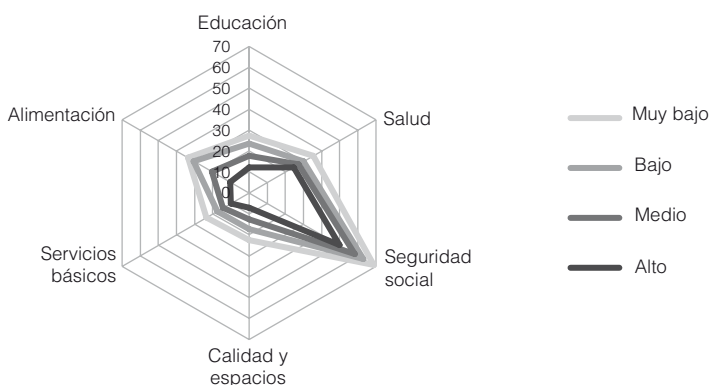 Educación
70
60
50
40
30
20
10
0
Alimentación
Salud
Servicios
básicos
Seguridad
social
Calidad y
espacios
Muy bajo
Bajo
Medio
Alto